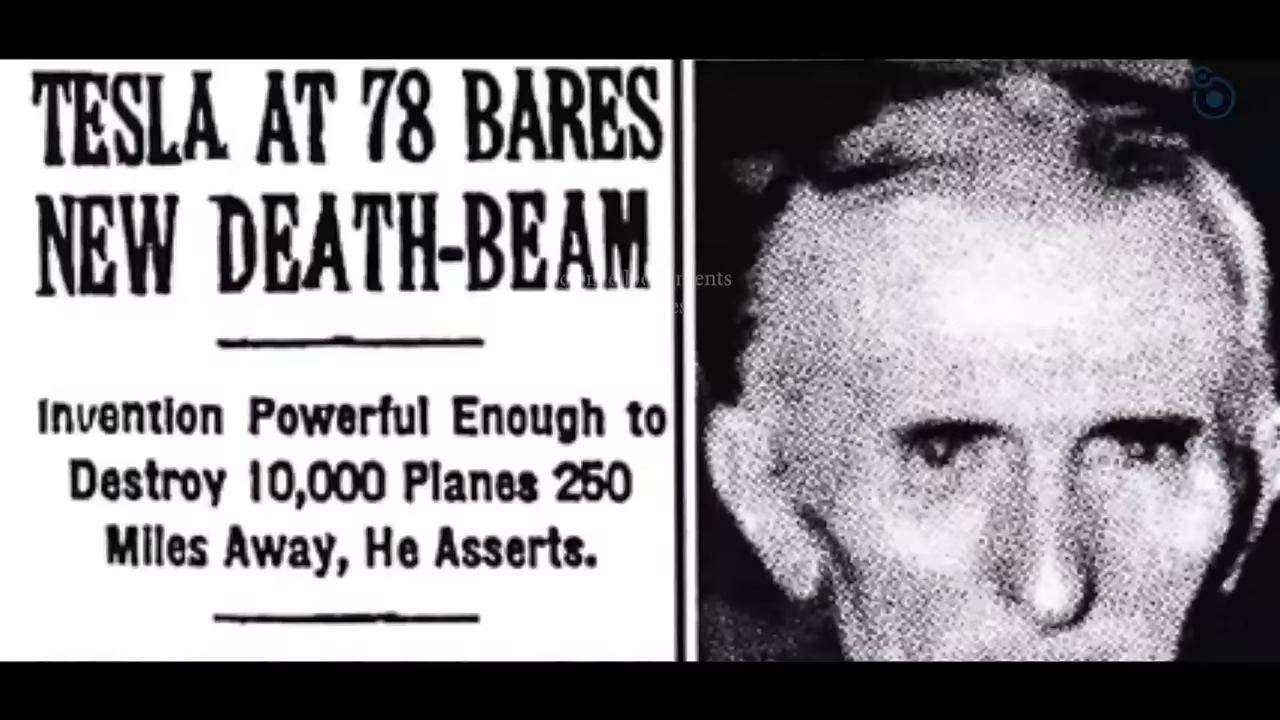 TESLA AT 78 BARES
NEW DEATH-BEAM
Invention Powerful Enough to
Destroy 10,000 Planes 250
Miles Away, He Asserts.